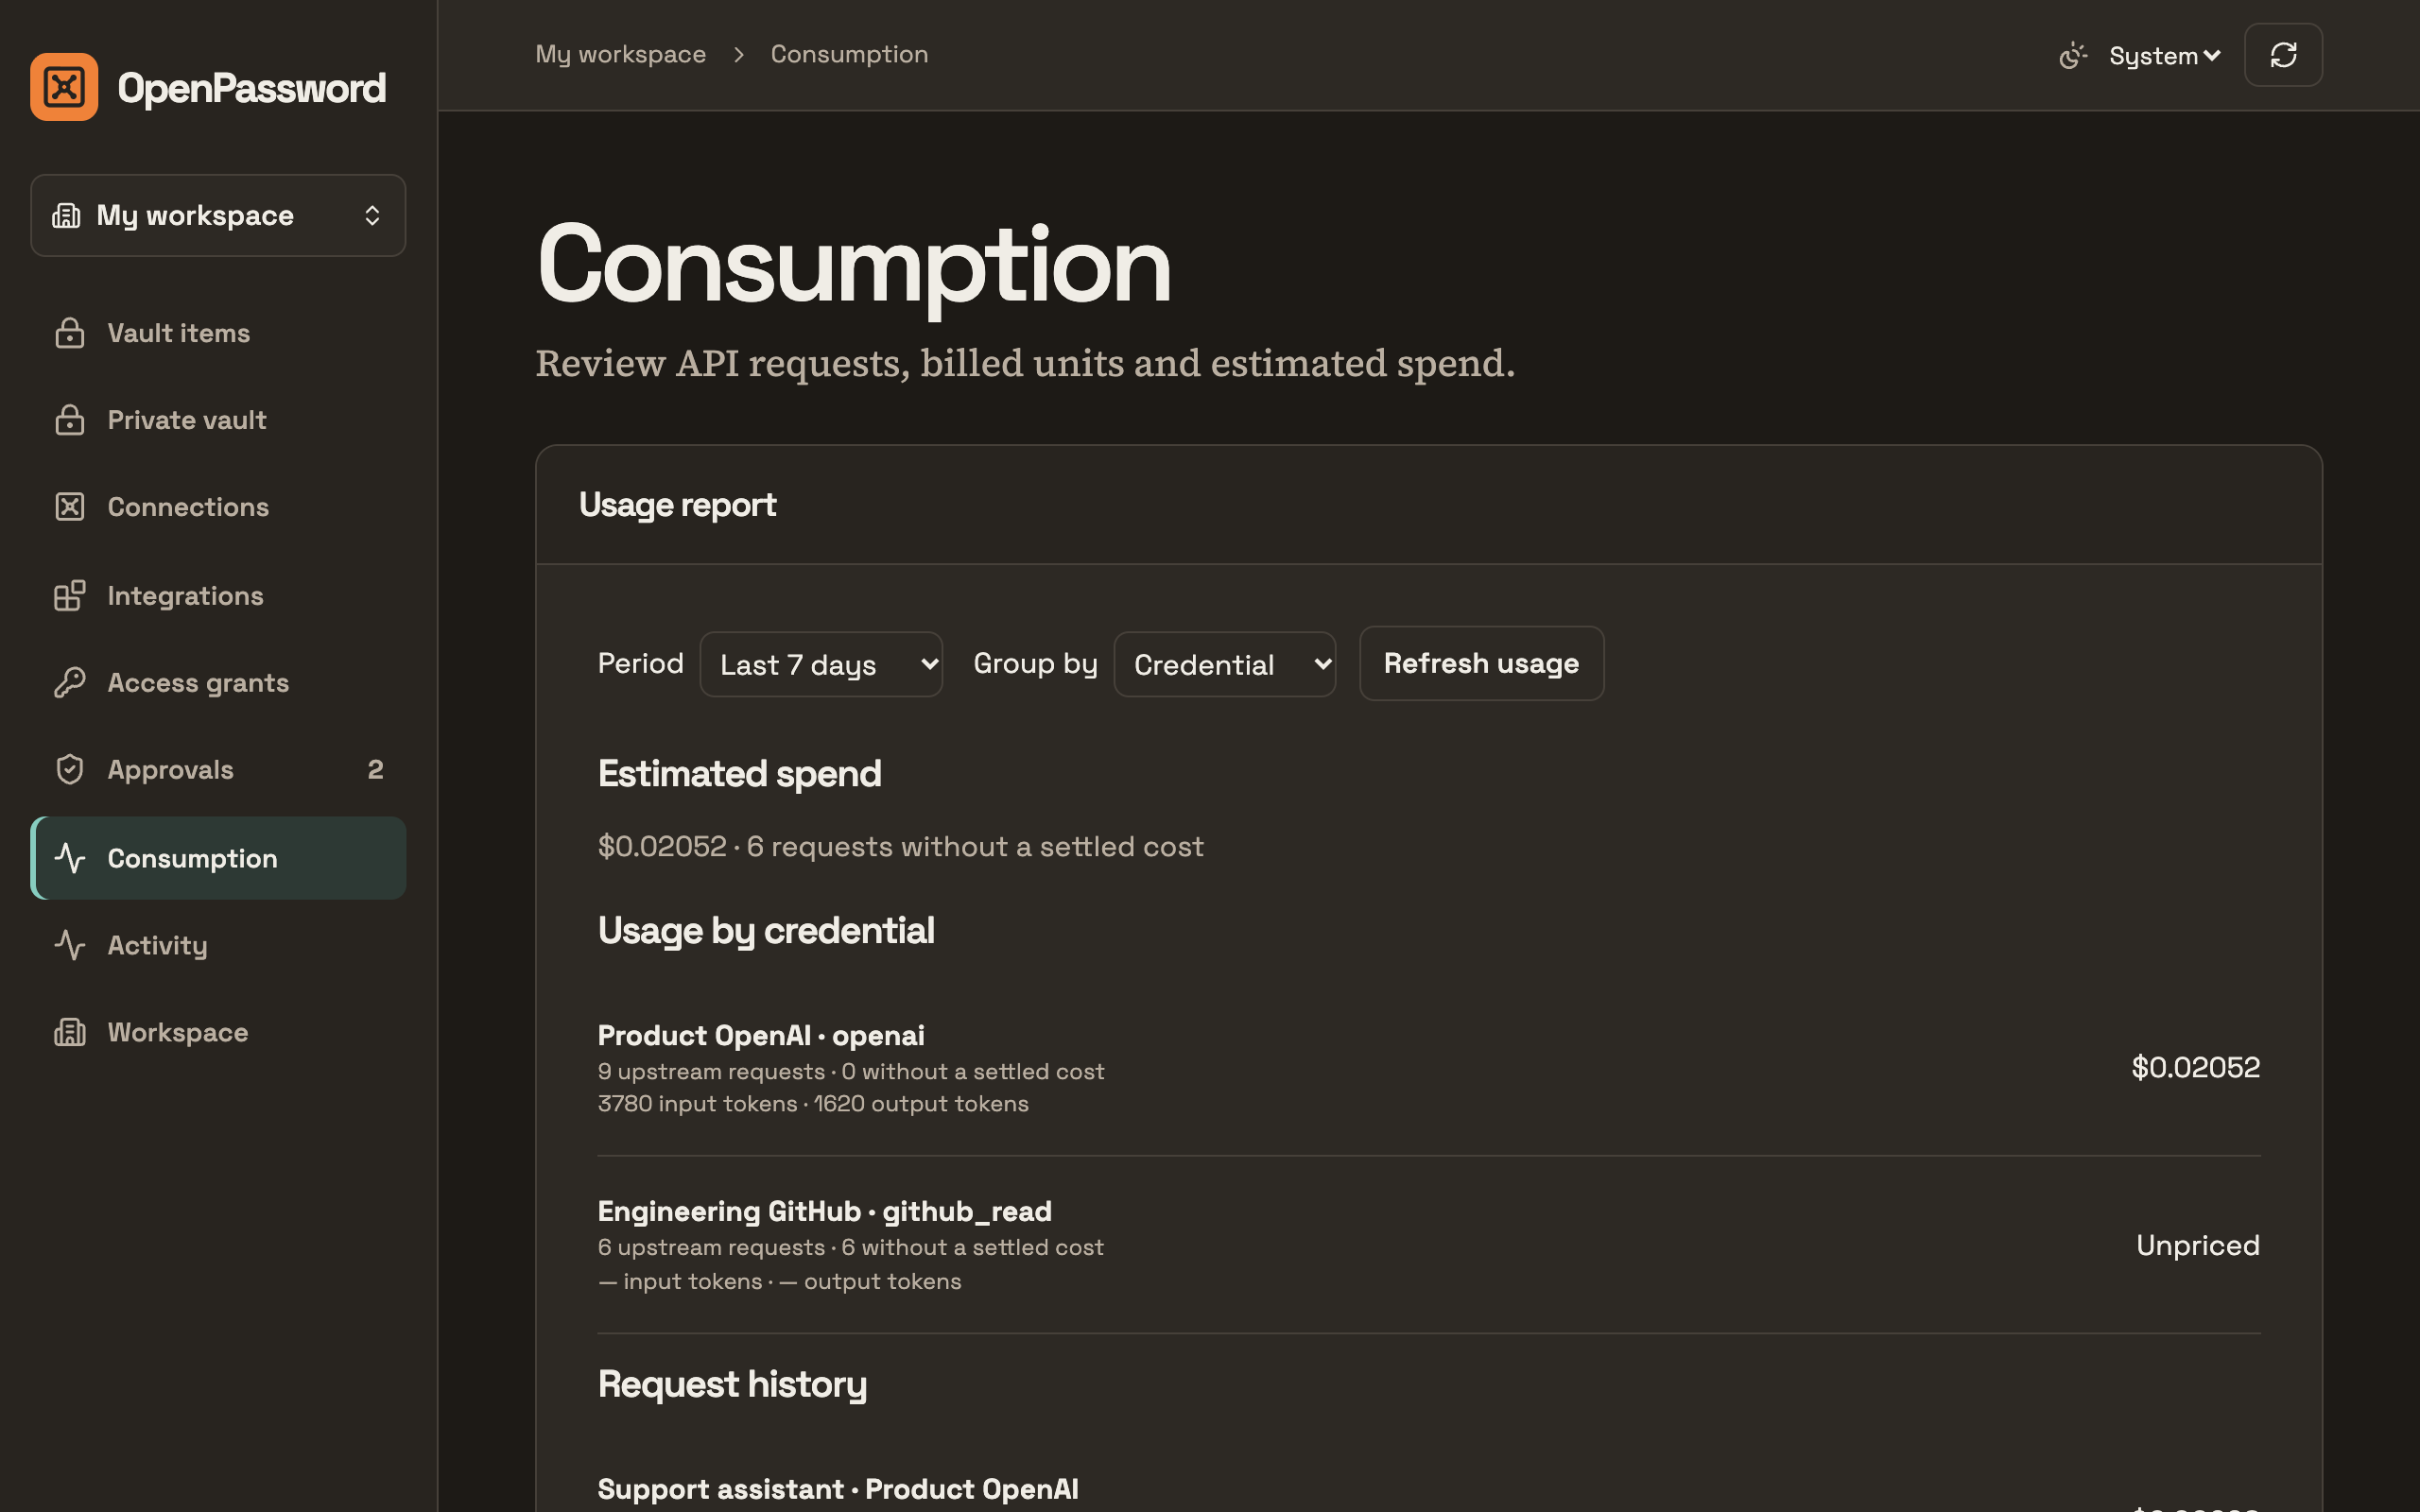 OpenPassword
My workspace
Vault items
Private vault
Connections
Integrations
Access grants
Approvals 2
Consumption
Activity
Workspace
My workspace > Consumption
System
Consumption
Review API requests, billed units and estimated spend.
Usage report
Period Last 7 days Group by Credential Refresh usage
Estimated spend
$0.02052 · 6 requests without a settled cost
Usage by credential
Product OpenAI · openai
9 upstream requests · 0 without a settled cost
3780 input tokens · 1620 output tokens
$0.02052
Engineering GitHub · github_read
6 upstream requests · 6 without a settled cost
— input tokens · — output tokens
Unpriced
Request history
Support assistant · Product OpenAI